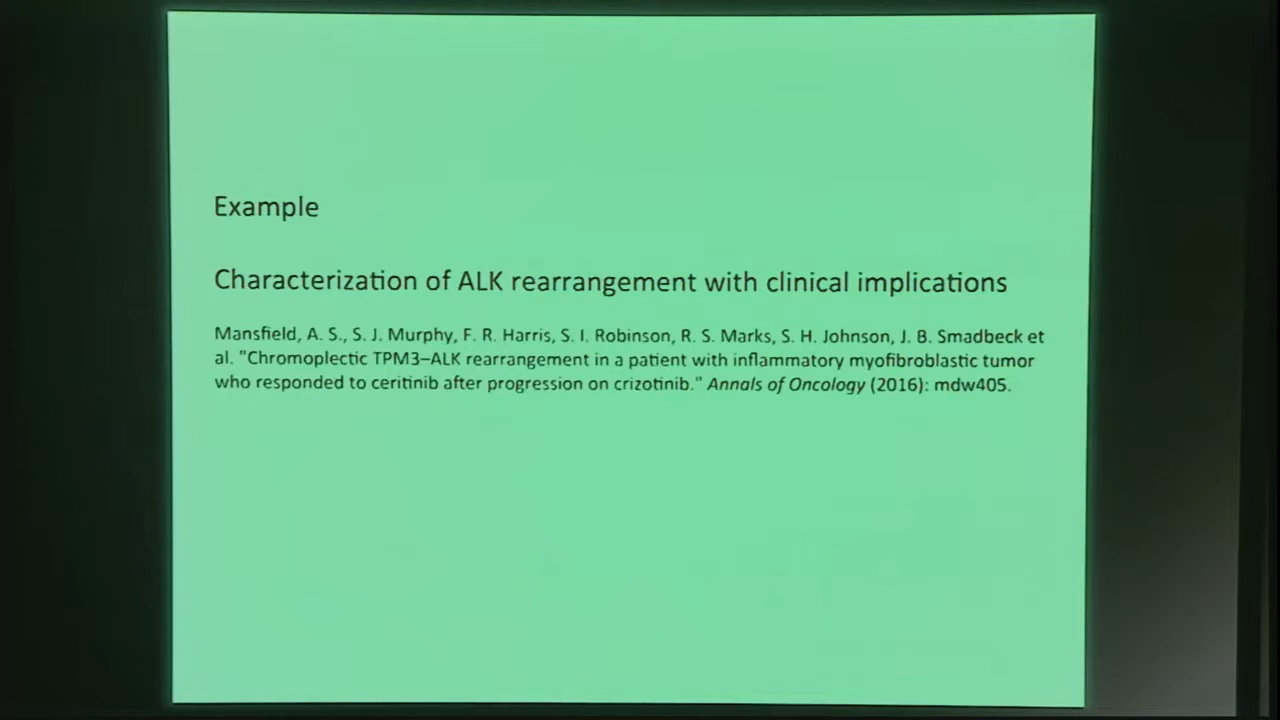 Example
Characterization of ALK rearrangement with clinical implications
Mansfield, A. S., S. J. Murphy, F. R. Harris, S. I. Robinson, R. S. Marks, S. H. Johnson, J. B. Smadbeck et
al. "Chromoplectic TPM3–ALK rearrangement in a patient with inflammatory myofibroblastic tumor
who responded to ceritinib after progression on crizotinib." Annals of Oncology (2016): mdw405.